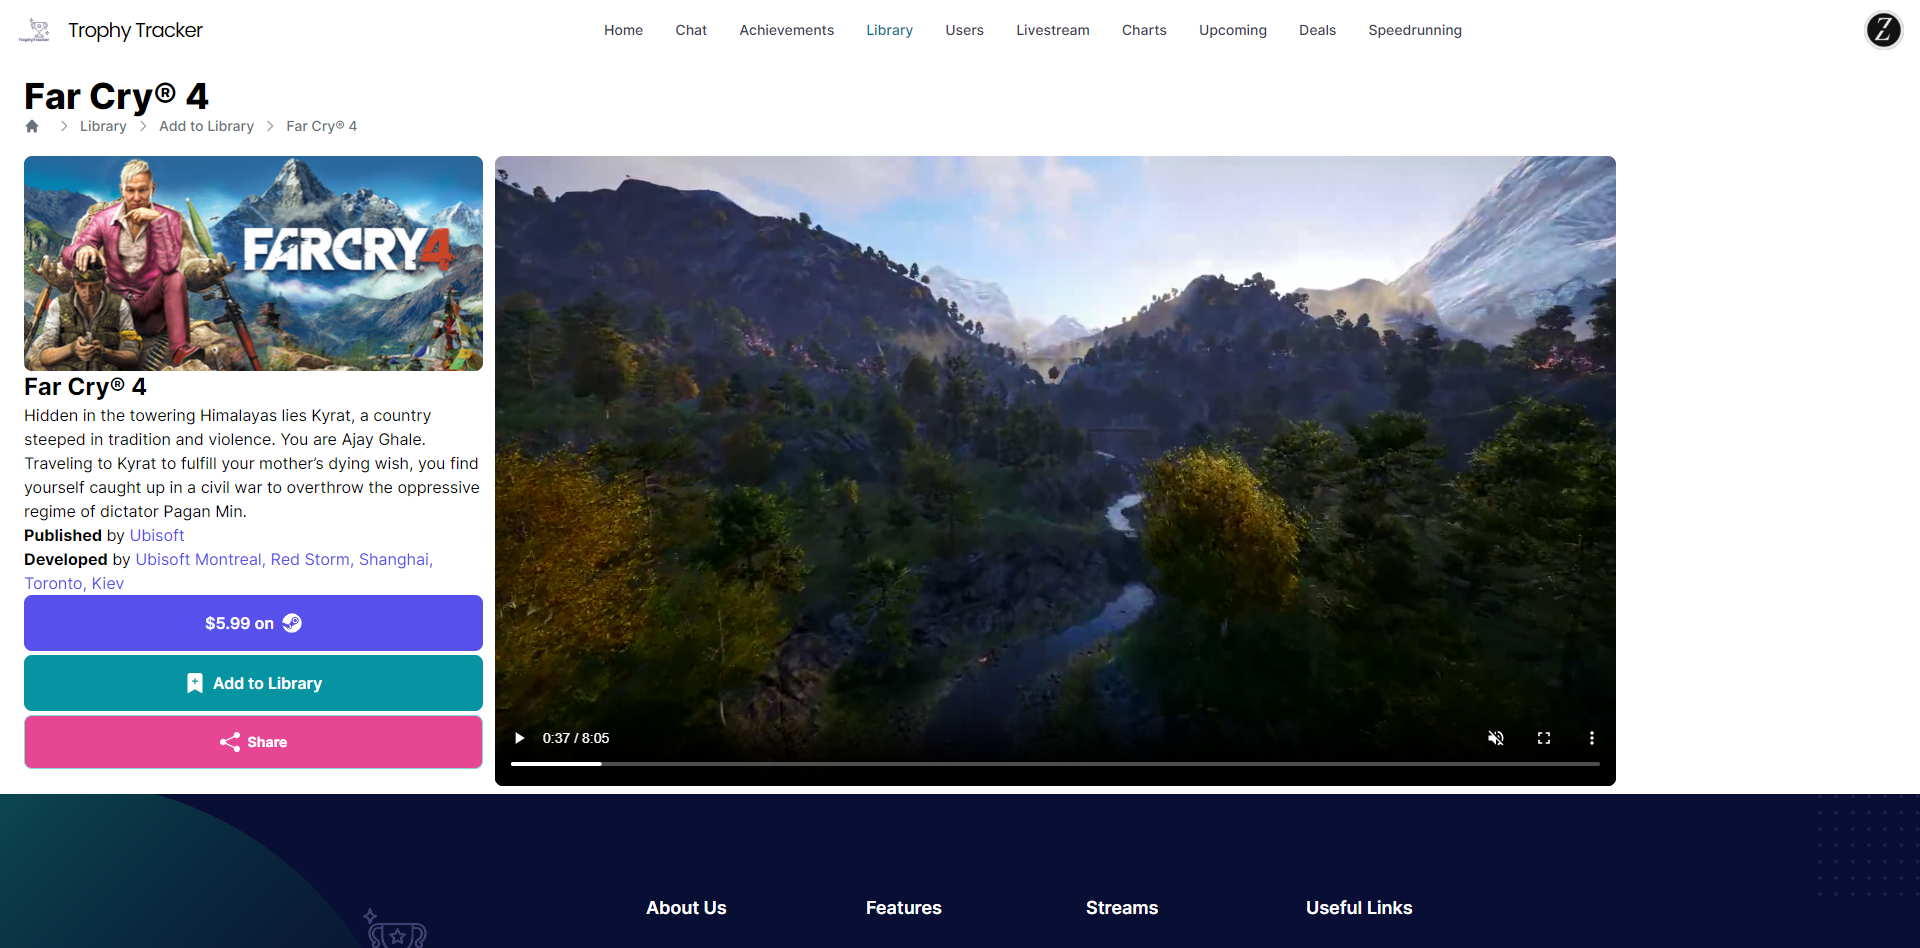 Trophy Tracker
Home
Chat
Achievements
Library
Users
Livestream
Charts
Upcoming
Deals
Speedrunning
Z
Far Cry® 4
Library
Add to Library
Far Cry® 4
FARCRY4
Far Cry® 4
Hidden in the towering Himalayas lies Kyrat, a country
steeped in tradition and violence. You are Ajay Ghale.
Traveling to Kyrat to fulfill your mother’s dying wish, you find
yourself caught up in a civil war to overthrow the oppressive
regime of dictator Pagan Min.
Published by Ubisoft
Developed by Ubisoft Montreal, Red Storm, Shanghai,
Toronto, Kiev
$5.99 on
Add to Library
Share
0:37 / 8:05
About Us
Features
Streams
Useful Links